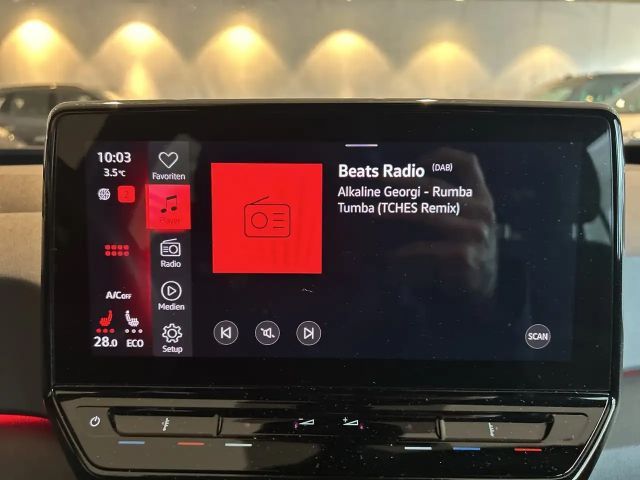 10:03
3.5°C
2
A/C OFF
28.0 ECO
Favoriten
Player
Radio
Medien
Setup
Beats Radio (DAB)
Alkaline Georgi - Rumba
Tumba (TCHES Remix)
SCAN